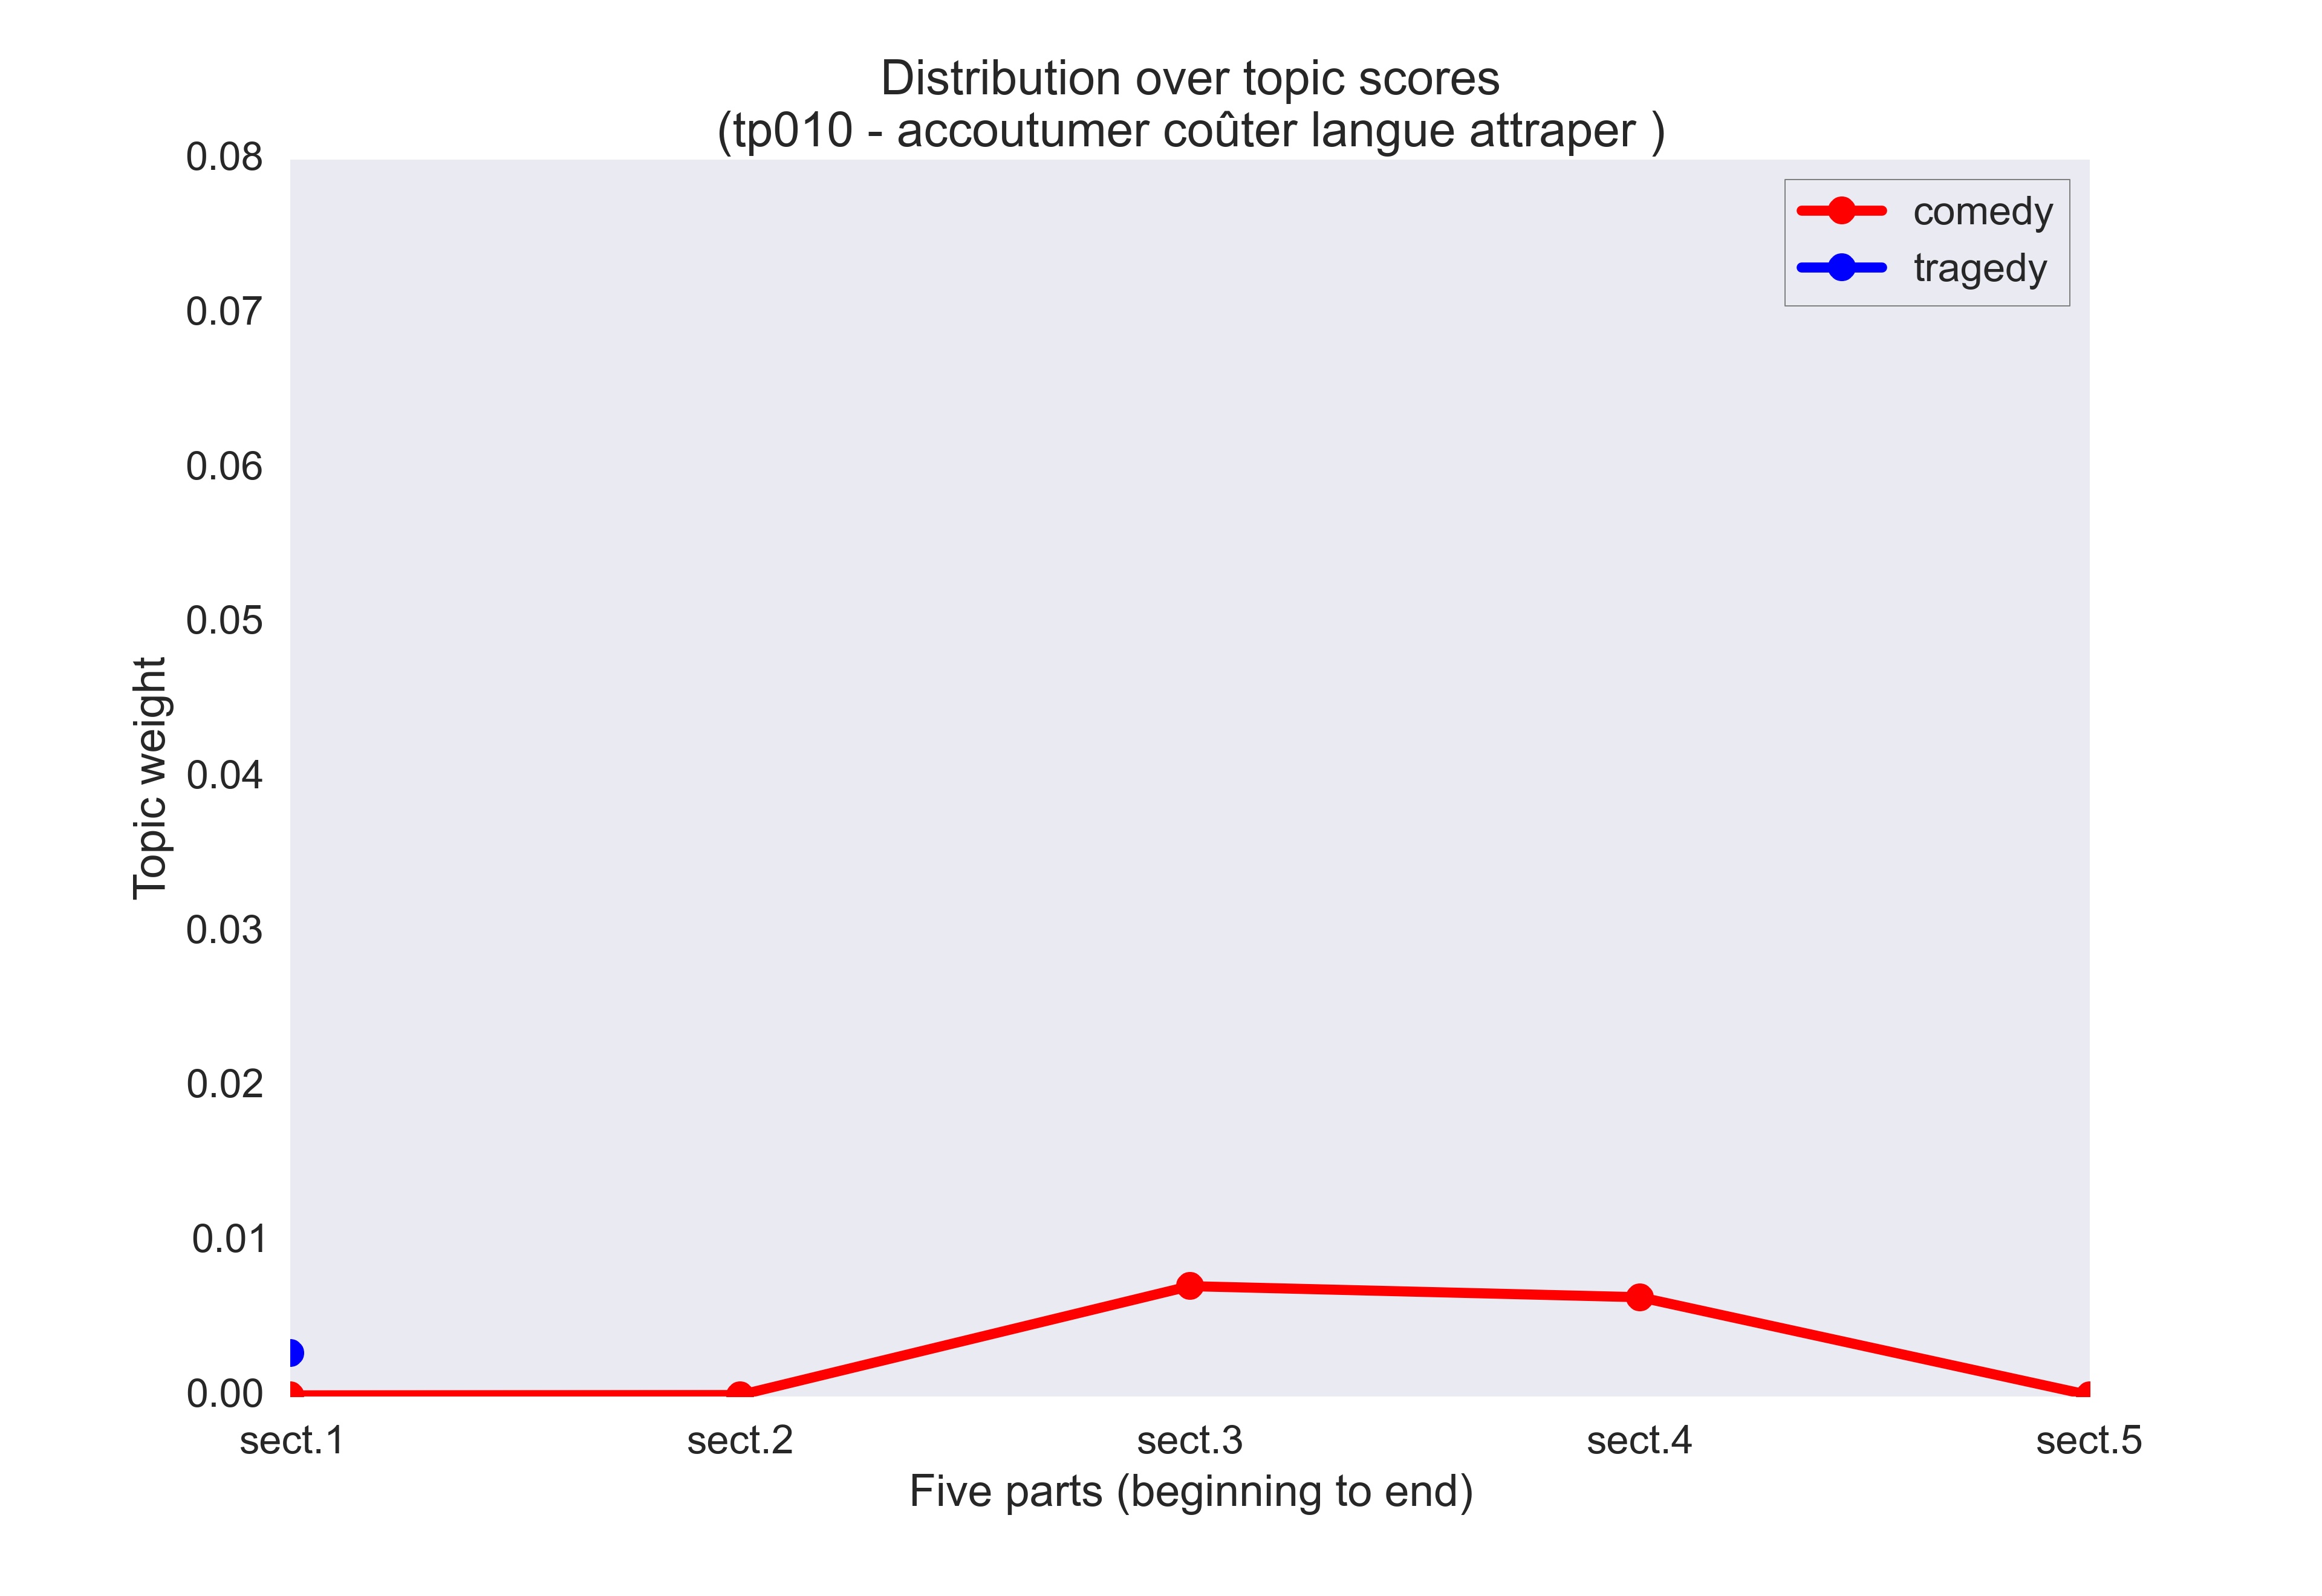 Distribution over topic scores
(tp010 - accoutumer coûter langue attraper )
comedy
tragedy
0.08
0.07
0.06
0.05
0.04
0.03
0.02
0.01
0.00
Topic weight
sect.1 sect.2 sect.3 sect.4 sect.5
Five parts (beginning to end)